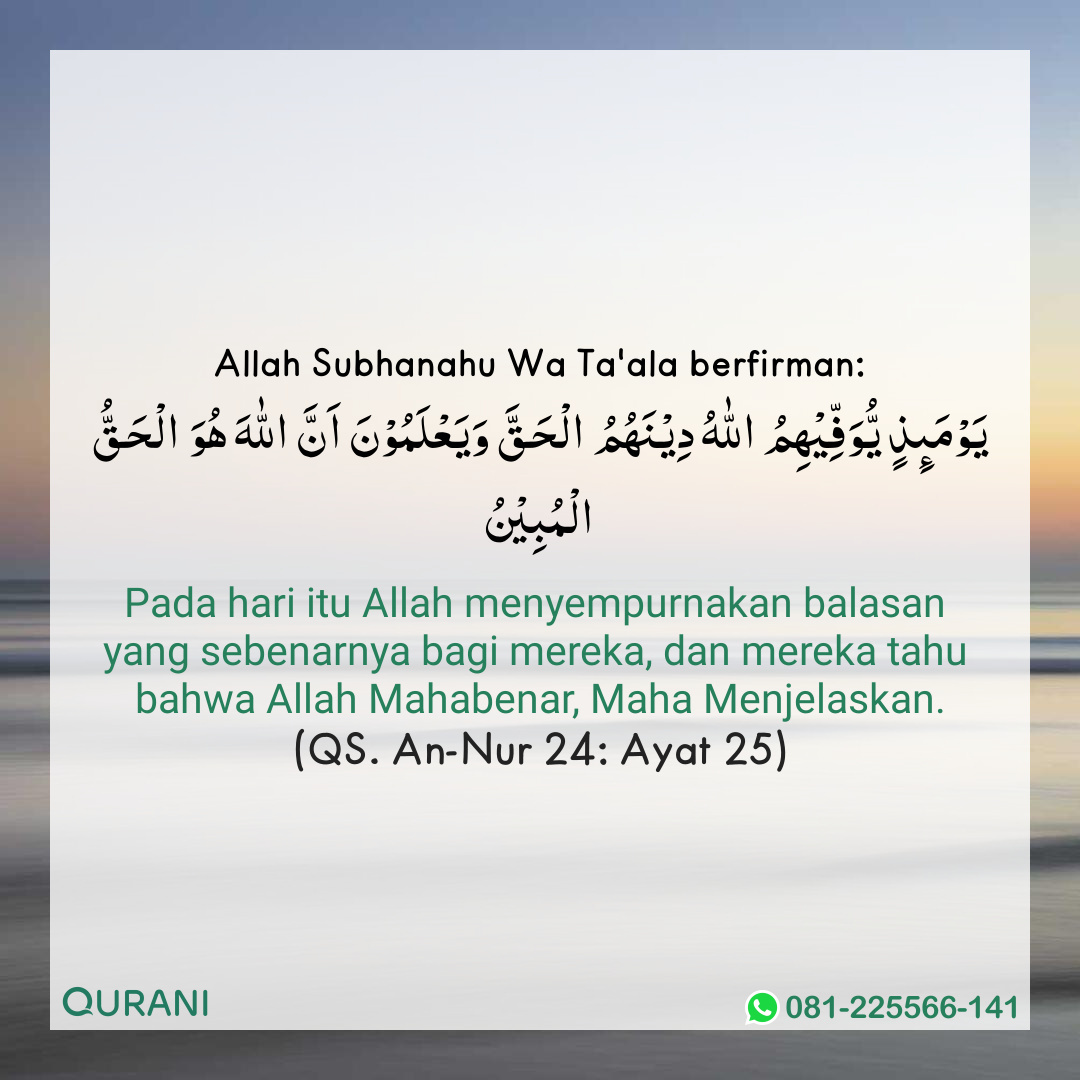 Allah Subhanahu Wa Ta'ala berfirman:
يَوْمَىِٕذٍ يُّوَفِّيْهِمُ اللّٰهُ دِيْنَهُمُ الْحَقَّ وَيَعْلَمُوْنَ اَنَّ اللّٰهَ هُوَ الْحَقُّ
الْمُبِيْنُ
Pada hari itu Allah menyempurnakan balasan
yang sebenarnya bagi mereka, dan mereka tahu
bahwa Allah Mahabenar, Maha Menjelaskan.
(QS. An-Nur 24: Ayat 25)
QURANI
081-225566-141